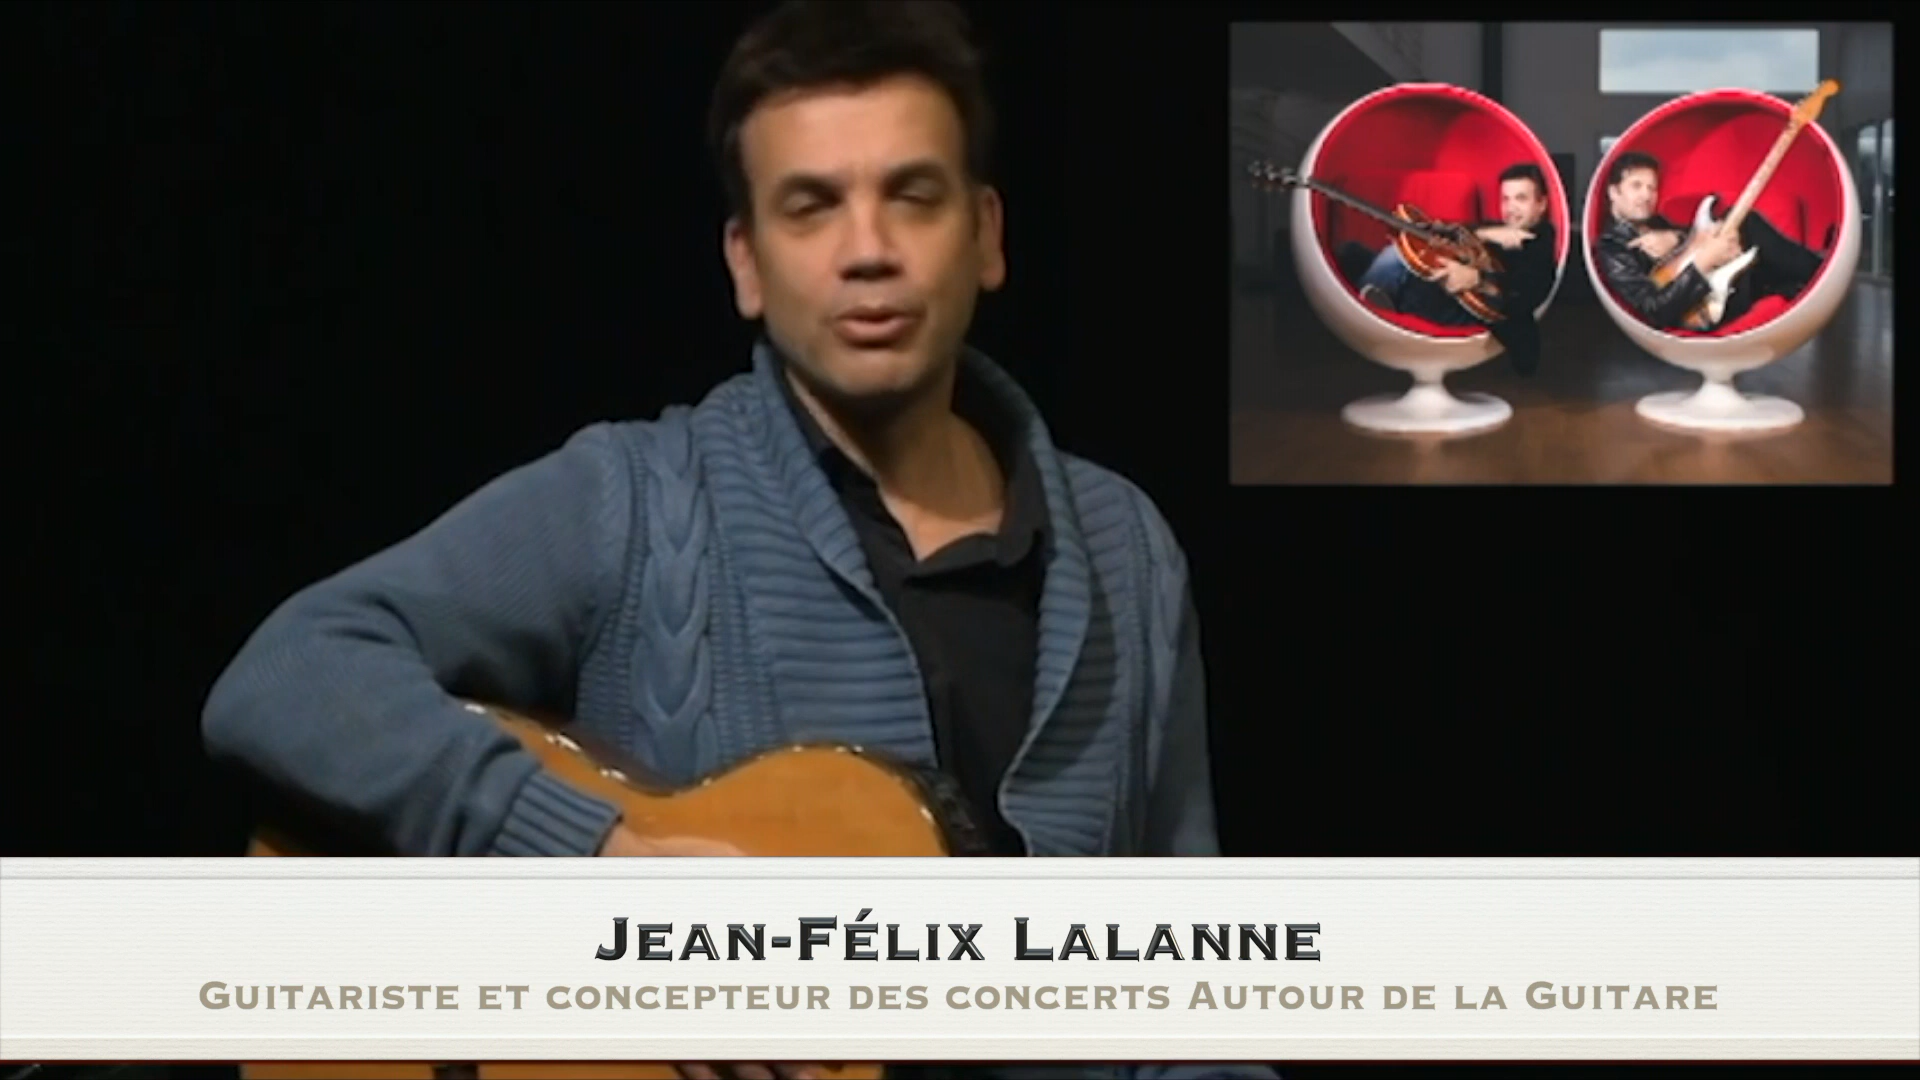 Jean-Félix Lalanne
Guitariste et concepteur des concerts Autour de la Guitare